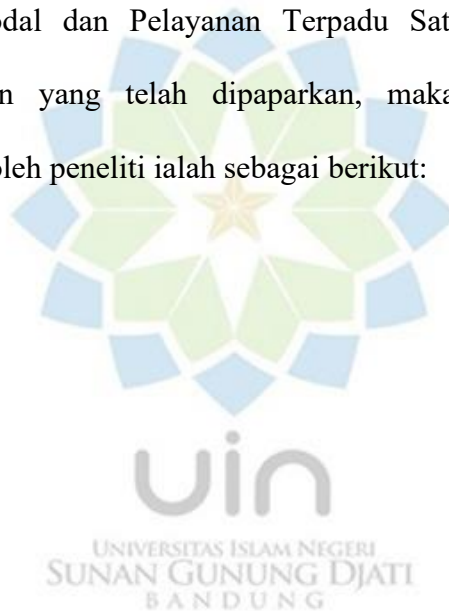 odal dan Pelayanan Terpadu Sat
n yang telah dipaparkan, maka
oleh peneliti ialah sebagai berikut:
uin
UNIVERSITAS ISLAM NEGERI
SUNAN GUNUNG DJATI
BANDUNG